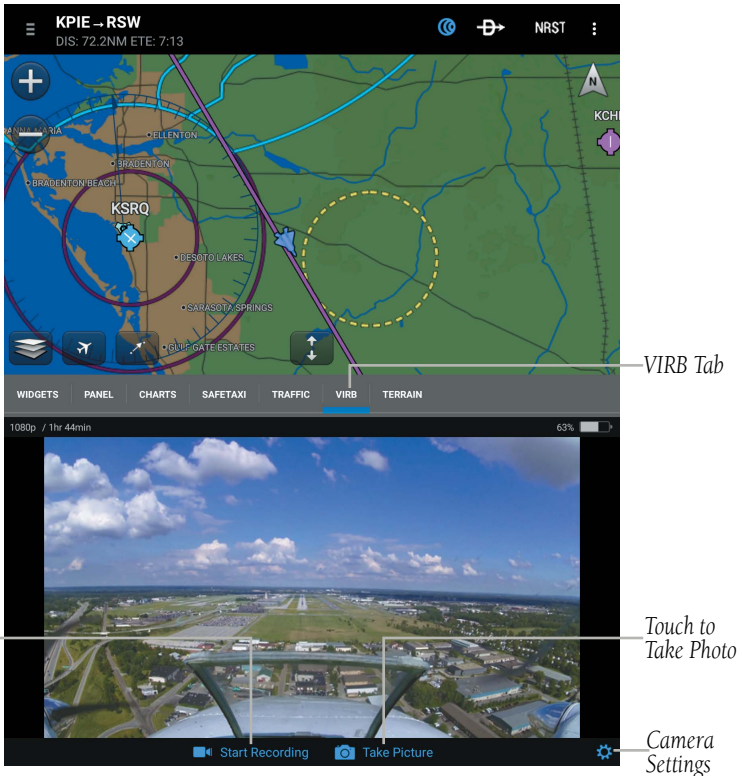 KPIE→RSW
DIS: 72.2NM ETE: 7:13
NRST
N
KCH
ANNA MARIA
ELLENTON
BRADENTON
BRADENTON BEACH
KSRQ
DESOTO LAKES
SARASOTA SPRINGS
GULF GATE ESTATES
VIRB Tab
WIDGETS PANEL CHARTS SAFETAXI TRAFFIC VIRB TERRAIN
1080p / 1hr 44min 63%
Touch to
Take Photo
Start Recording Take Picture
Camera
Settings